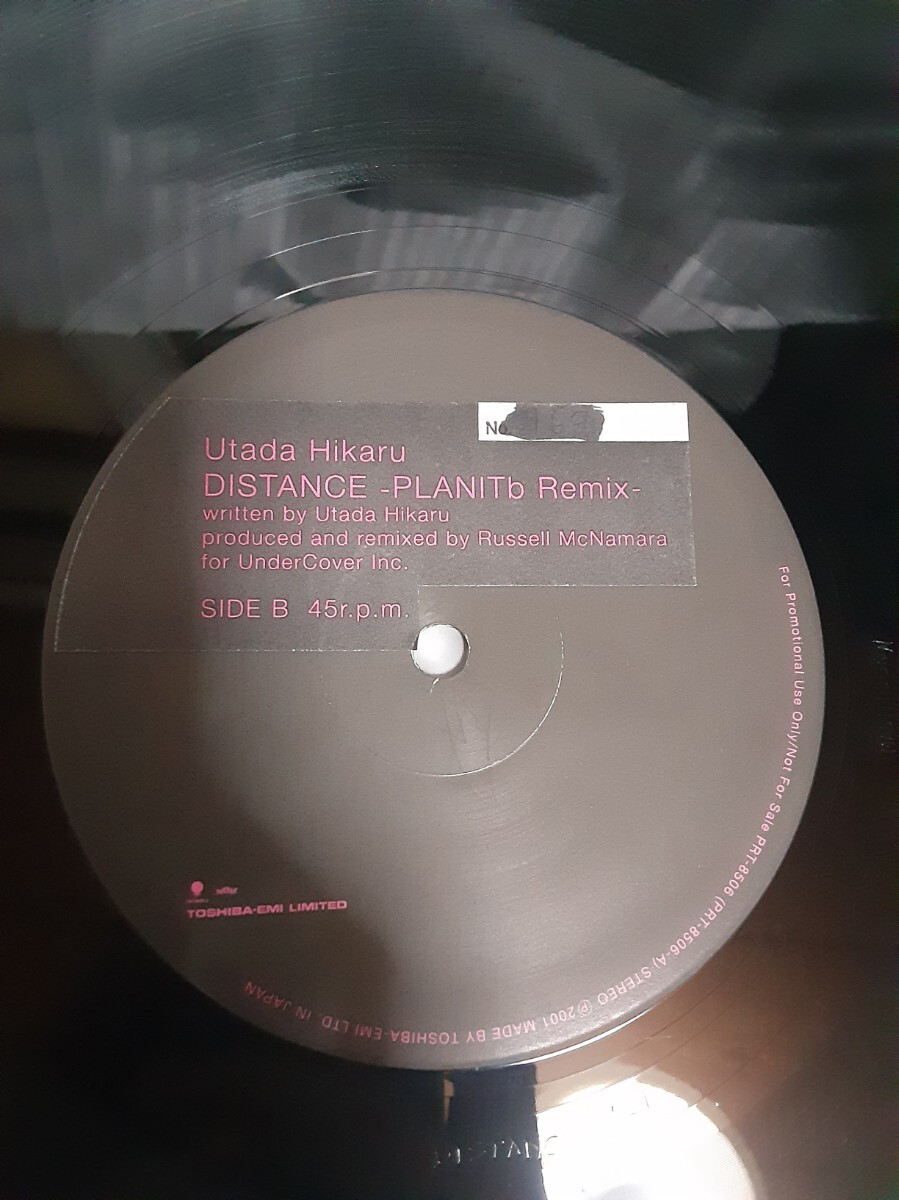 No
Utada Hikaru
DISTANCE -PLANITb Remix-
written by Utada Hikaru
produced and remixed by Russell McNamara
for UnderCover Inc.
SIDE B 45r.p.m.
TOSHIBA-EMI LIMITED
For Promotional Use Only/Not For Sale PRT-8506 (PRT-8506-A) STEREO ℗2001 MADE BY TOSHIBA-EMI LTD. IN JAPAN